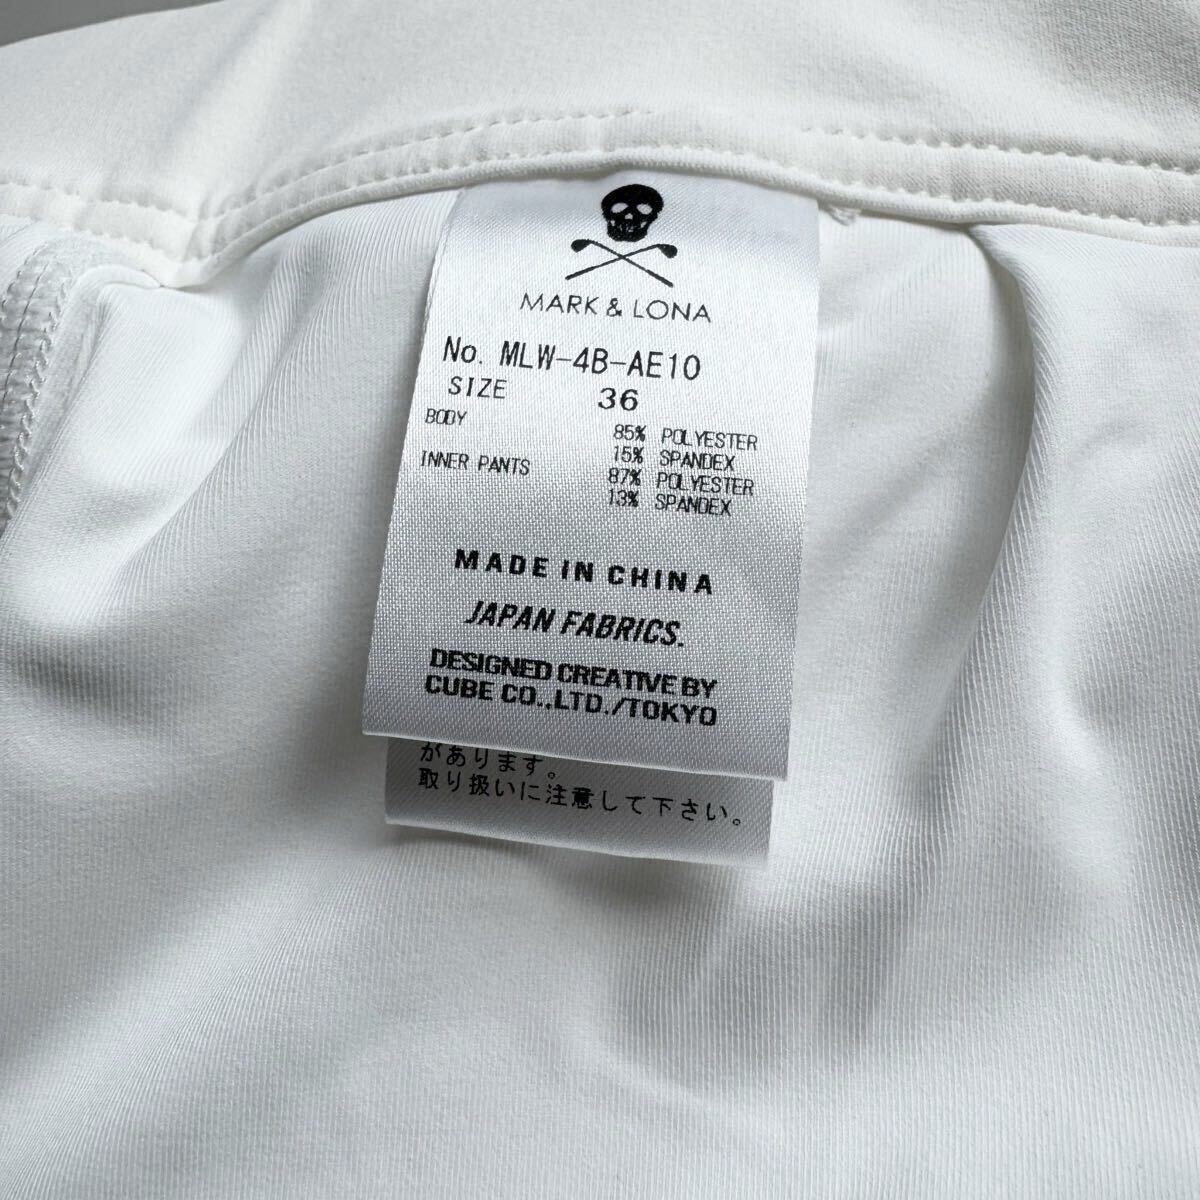 MARK & LONA
No. MLW-4B-AE10
SIZE 36
BODY 85% POLYESTER
15% SPANDEX
INNER PANTS 87% POLYESTER
13% SPANDEX
MADE IN CHINA
JAPAN FABRICS.
DESIGNED CREATIVE BY
CUBE CO.,LTD./TOKYO
があります。
取り扱いに注意して下さい。